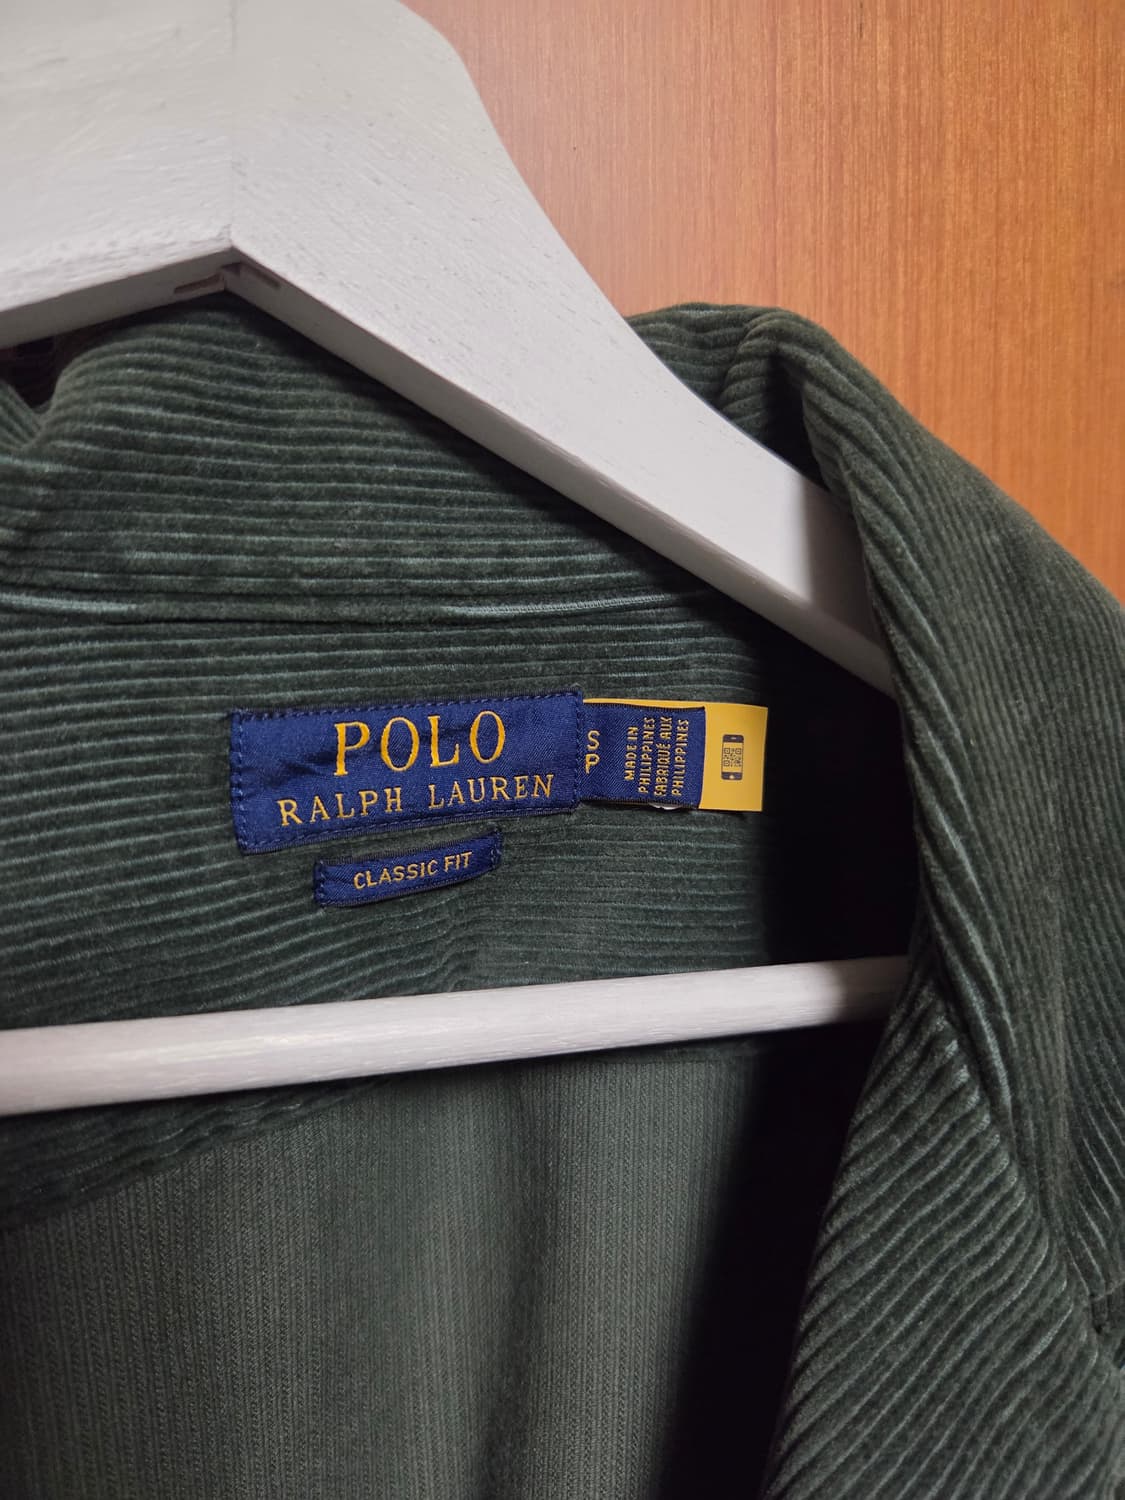 POLO
RALPH LAUREN
CLASSIC FIT
S
P
MADE IN
PHILIPPINES
FABRIQUÉ AUX
PHILIPPINES